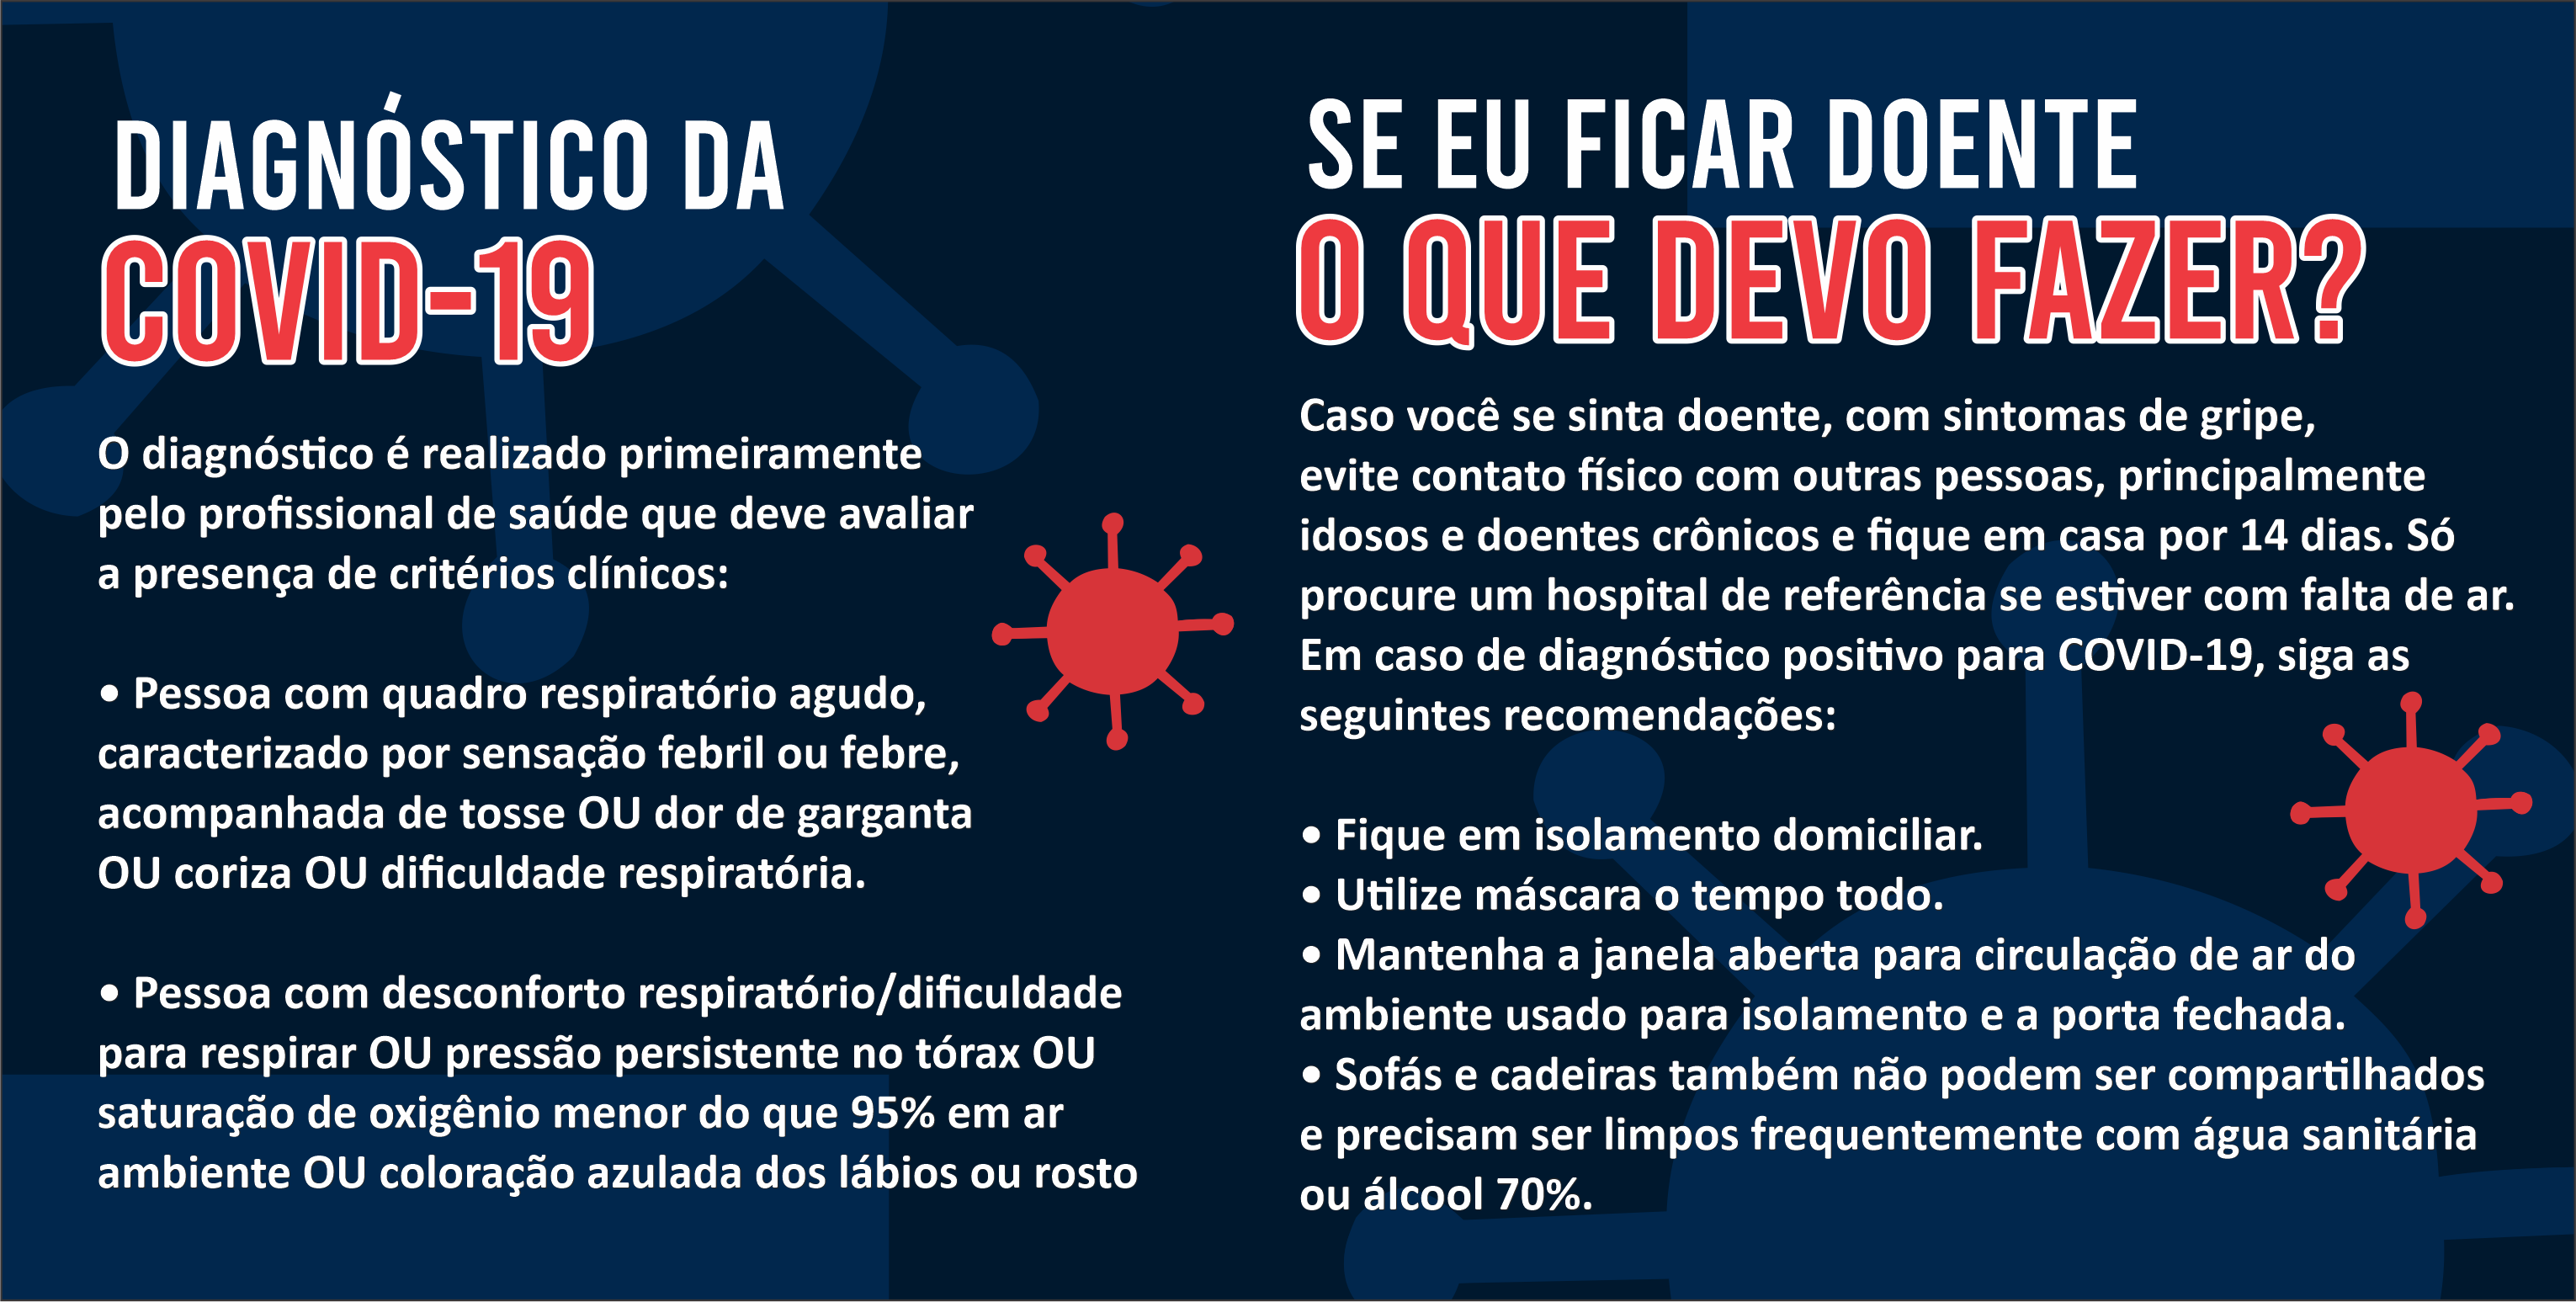 DIAGNÓSTICO DA
COVID-19
O diagnóstico é realizado primeiramente
pelo profissional de saúde que deve avaliar
a presença de critérios clínicos:
• Pessoa com quadro respiratório agudo,
caracterizado por sensação febril ou febre,
acompanhada de tosse OU dor de garganta
OU coriza OU dificuldade respiratória.
• Pessoa com desconforto respiratório/dificuldade
para respirar OU pressão persistente no tórax OU
saturação de oxigênio menor do que 95% em ar
ambiente OU coloração azulada dos lábios ou rosto
SE EU FICAR DOENTE
O QUE DEVO FAZER?
Caso você se sinta doente, com sintomas de gripe,
evite contato físico com outras pessoas, principalmente
idosos e doentes crônicos e fique em casa por 14 dias. Só
procure um hospital de referência se estiver com falta de ar.
Em caso de diagnóstico positivo para COVID-19, siga as
seguintes recomendações:
• Fique em isolamento domiciliar.
• Utilize máscara o tempo todo.
• Mantenha a janela aberta para circulação de ar do
ambiente usado para isolamento e a porta fechada.
• Sofás e cadeiras também não podem ser compartilhados
e precisam ser limpos frequentemente com água sanitária
ou álcool 70%.